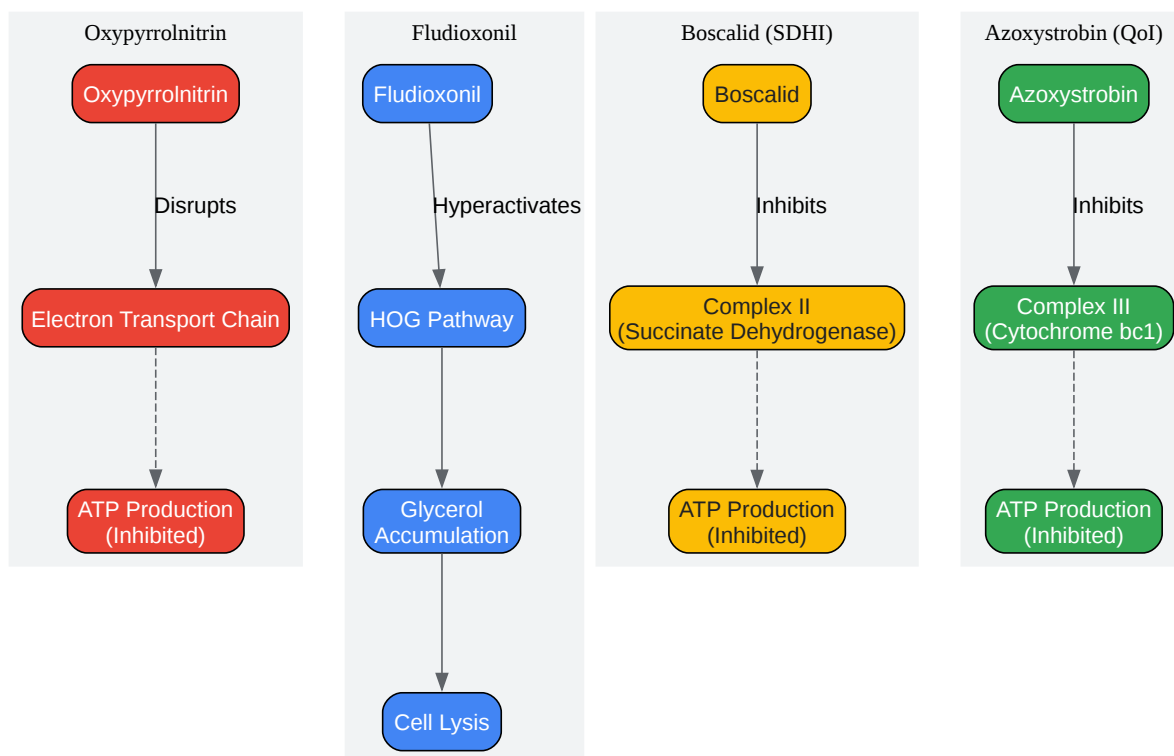 Oxypyrrolnitrin
Oxypyrrolnitrin
Disrupts
Electron Transport Chain
ATP Production
(Inhibited)
Fludioxonil
Fludioxonil
Hyperactivates
HOG Pathway
Glycerol
Accumulation
Cell Lysis
Boscalid (SDHI)
Boscalid
Inhibits
Complex II
(Succinate Dehydrogenase)
ATP Production
(Inhibited)
Azoxystrobin (QoI)
Azoxystrobin
Inhibits
Complex III
(Cytochrome bc1)
ATP Production
(Inhibited)